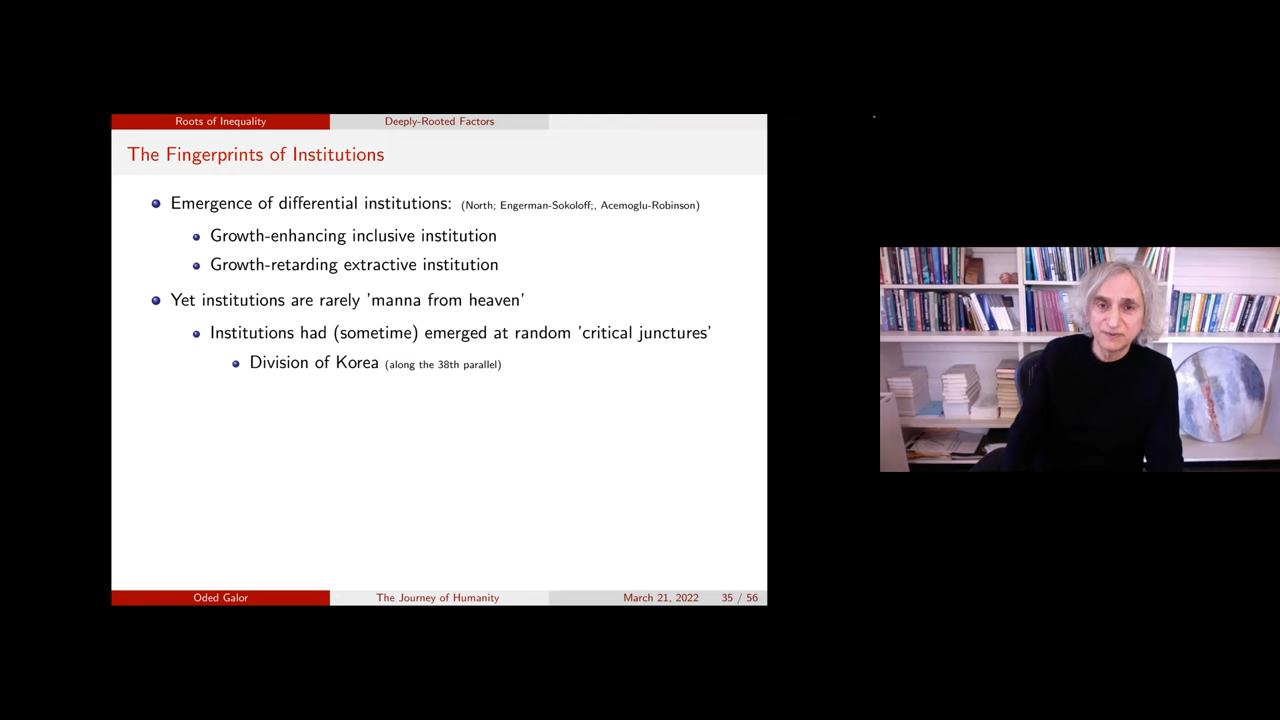 Roots of Inequality Deeply-Rooted Factors
The Fingerprints of Institutions
Emergence of differential institutions: (North; Engerman-Sokoloff;, Acemoglu-Robinson)
Growth-enhancing inclusive institution
Growth-retarding extractive institution
Yet institutions are rarely 'manna from heaven'
Institutions had (sometime) emerged at random 'critical junctures'
Division of Korea (along the 38th parallel)
Oded Galor The Journey of Humanity March 21, 2022 35 / 56